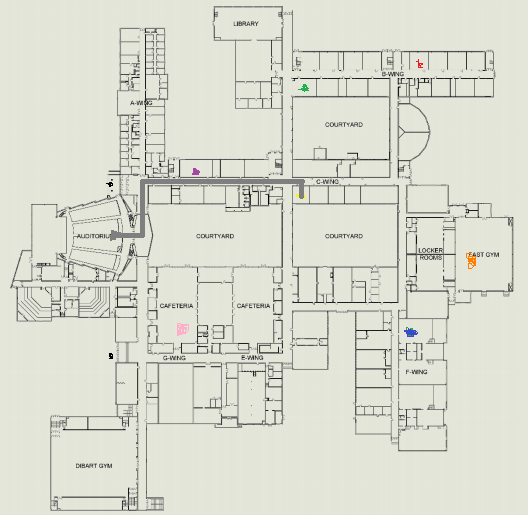 LIBRARY
B-WING
A-WING
COURTYARD
C-WING
AUDITORIUM
COURTYARD
COURTYARD
LOCKER
ROOMS
EAST GYM
CAFETERIA
CAFETERIA
G-WING
E-WING
F-WING
DIBART GYM